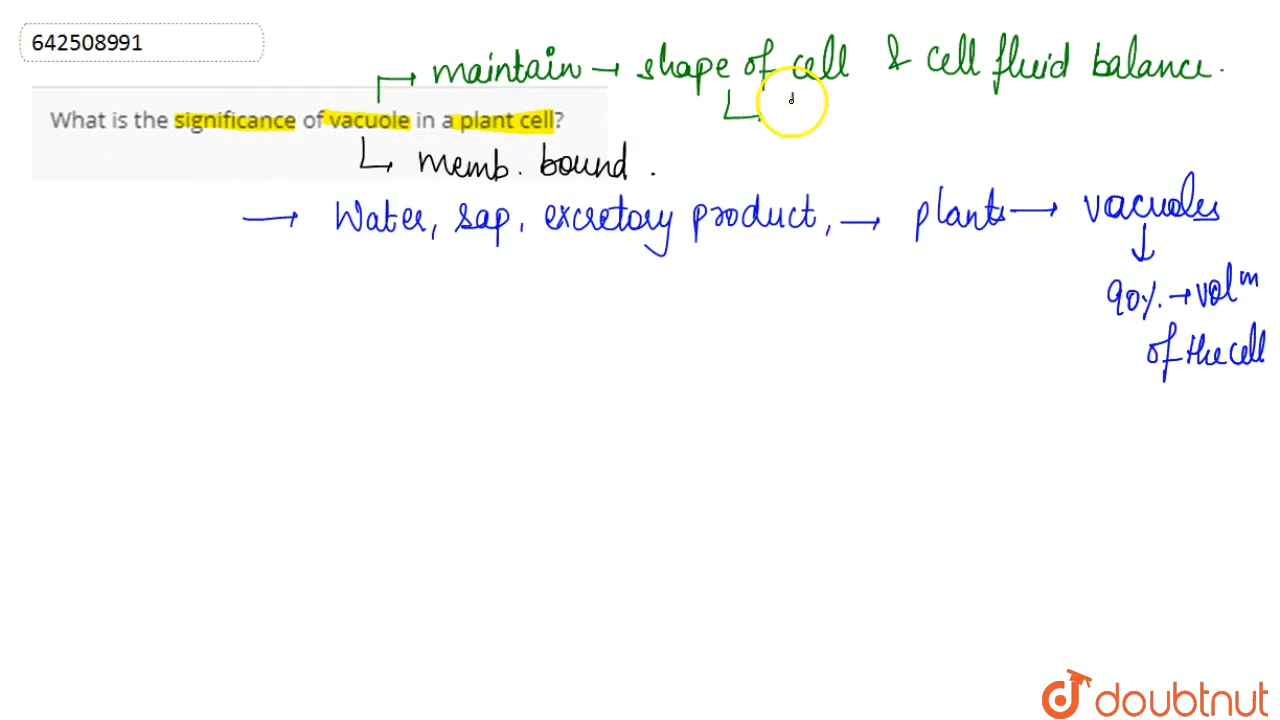 642508991
maintain → shape of cell & cell fluid balance.
What is the significance of vacuole in a plant cell?
memb. bound.
→ Water, sap, excretory product, → plants → vacuoles
90% → volm
of the cell
doubtnut